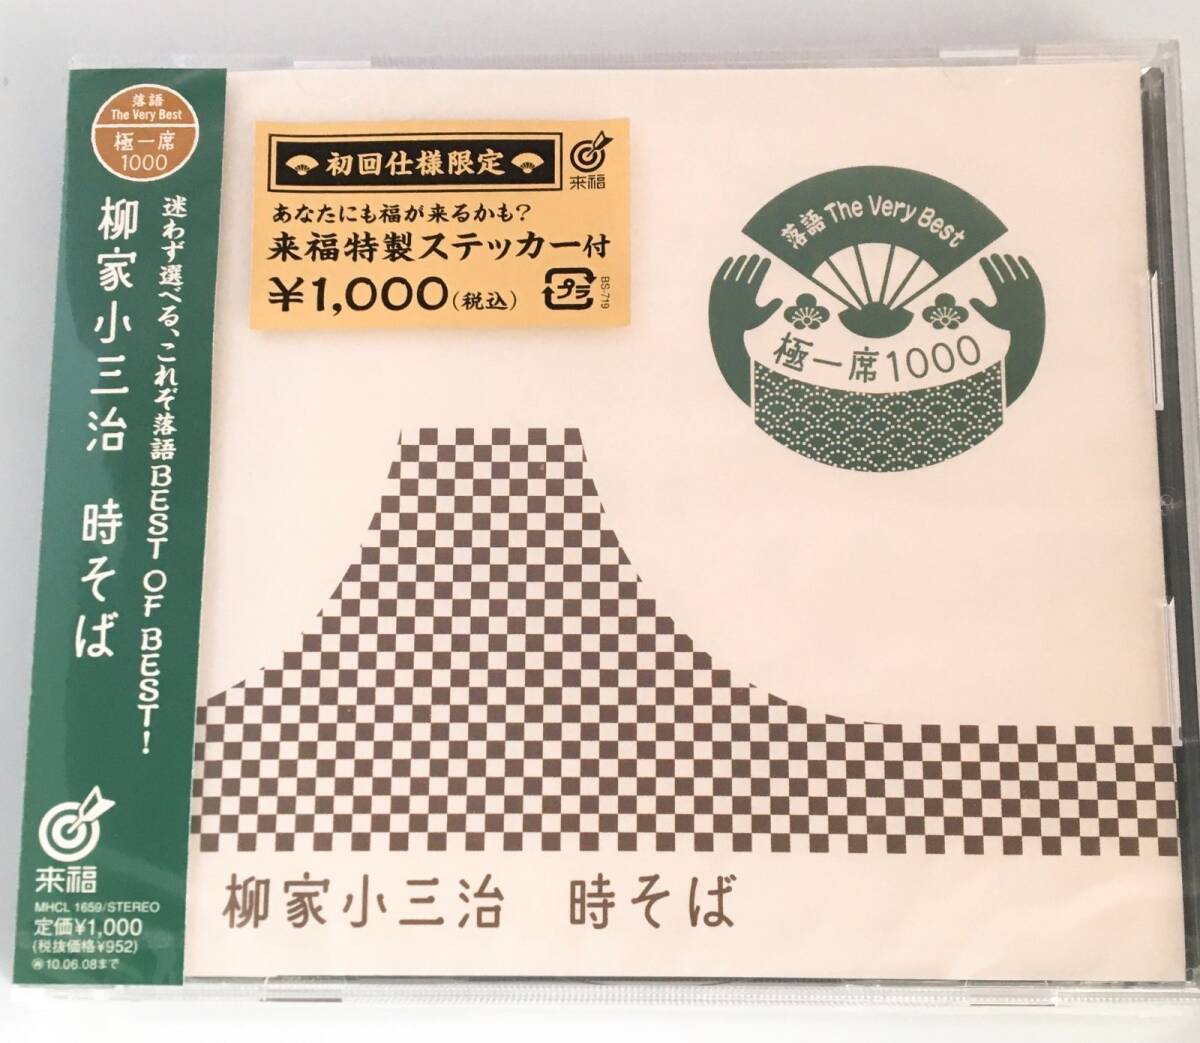 落語
The Very Best
極一席
1000
迷わず選べる、これぞ落語BEST OF BEST!
柳家小三治 時そば
来福
MHCL 1659/STEREO
定価¥1,000
(税抜価格¥952)
10.06.08まで
初回仕様限定
来福
あなたにも福が来るかも?
来福特製ステッカー付
¥1,000(税込)
プラ
BS-719
落語 The Very Best
極一席1000
柳家小三治 時そば